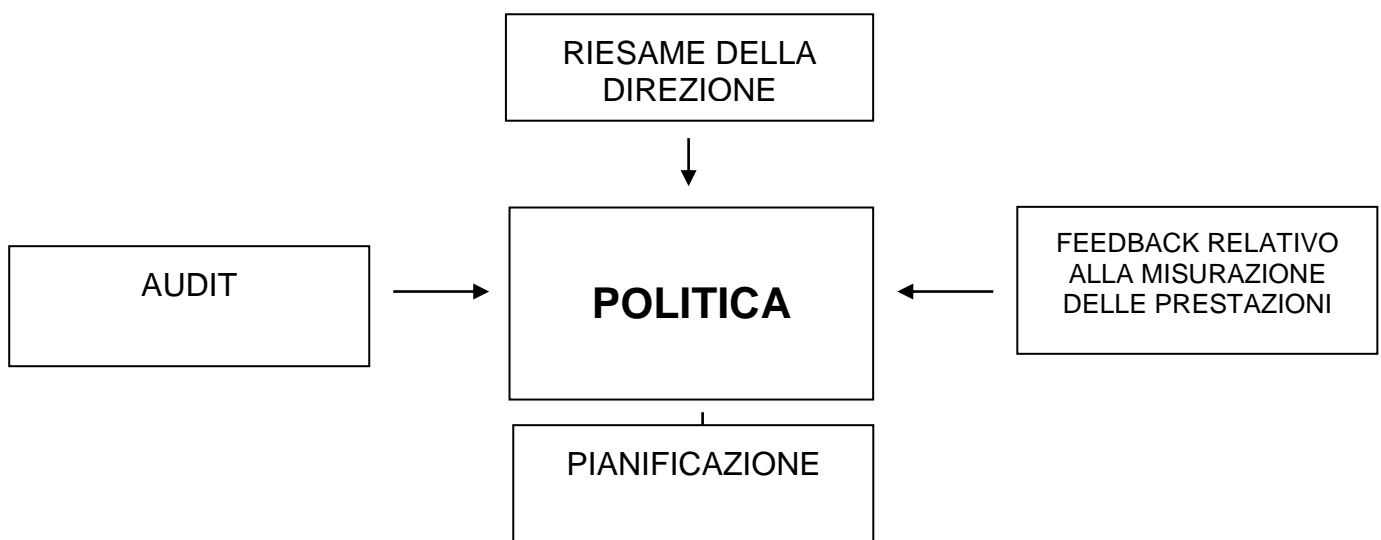 RIESAME DELLA
DIREZIONE
AUDIT
POLITICA
FEEDBACK RELATIVO
ALLA MISURAZIONE
DELLE PRESTAZIONI
PIANIFICAZIONE